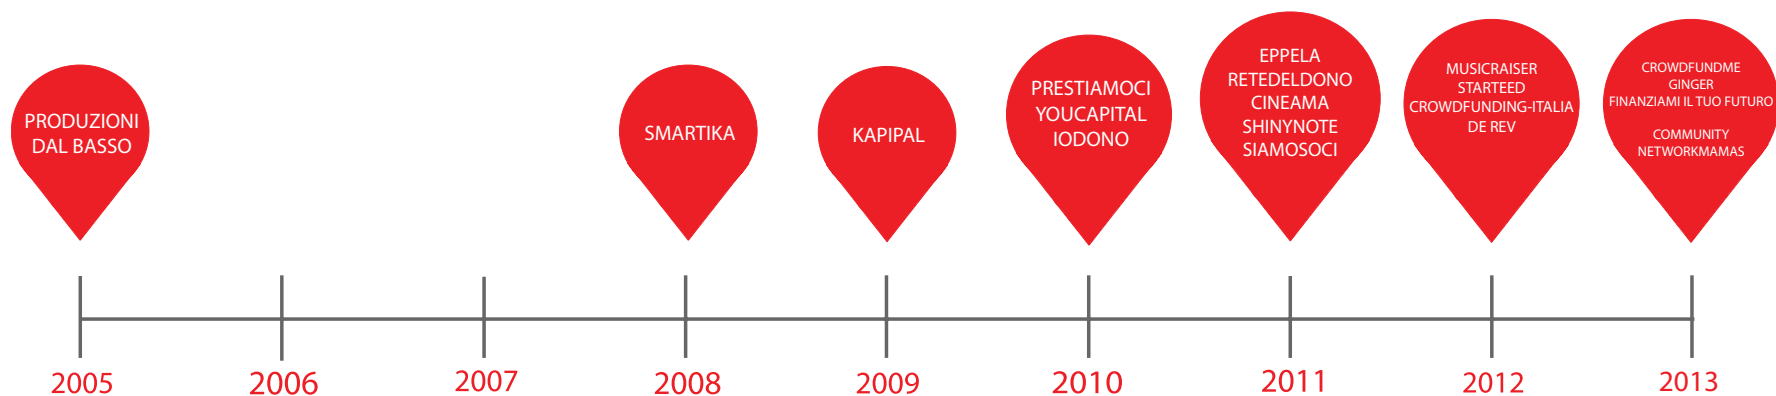 PRODUZIONI
DAL BASSO
SMARTIKA
KAPIPAL
PRESTIAMOCI
YOUCAPITAL
IODONO
EPPELA
RETEDELDONO
CINEAMA
SHINYNOTE
SIAMOSOCI
MUSICRAISER
STARTEED
CROWDFUNDING-ITALIA
DE REV
CROWDFUNDME
GINGER
FINANZIAMI IL TUO FUTURO
COMMUNITY
NETWORKMAMAS
2005
2006
2007
2008
2009
2010
2011
2012
2013